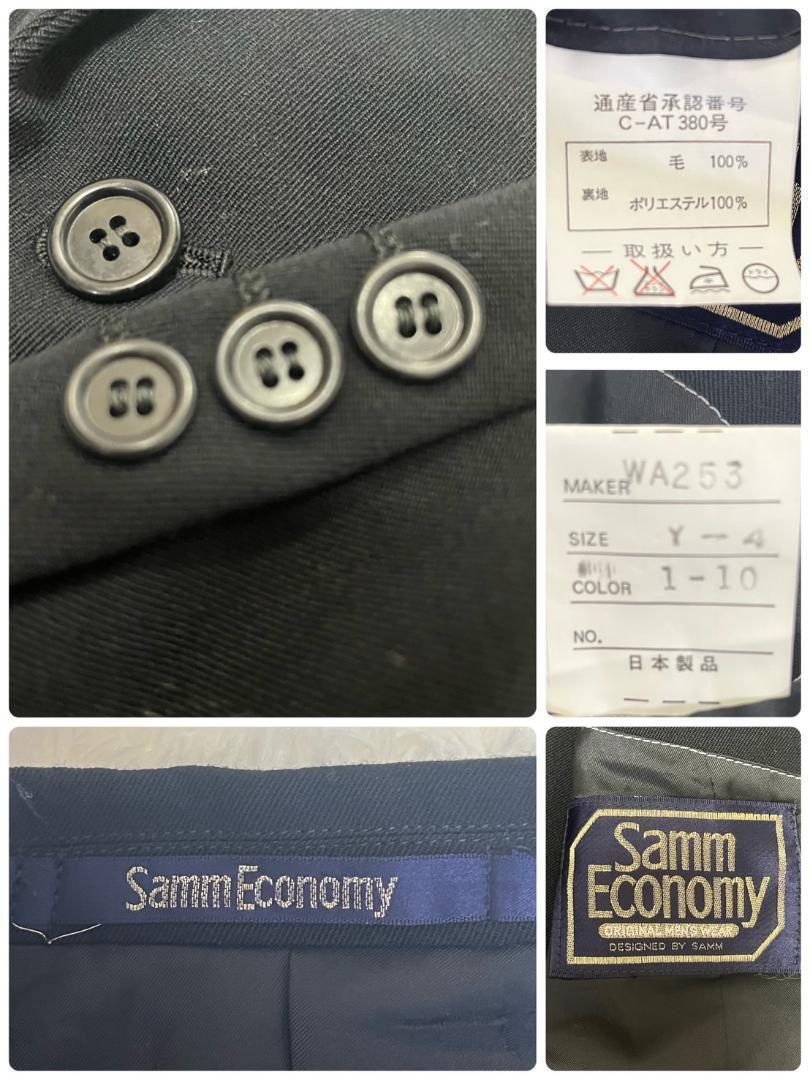 通産省承認番号
C-AT 380号
表地 毛 100%
裏地 ポリエステル100%
— 取扱い方 —
ドライ
MAKER WA253
SIZE Y-4
COLOR 1-10
NO.
日本製品
SammEconomy
Samm
Economy
ORIGINAL MEN'S WEAR
DESIGNED BY SAMM